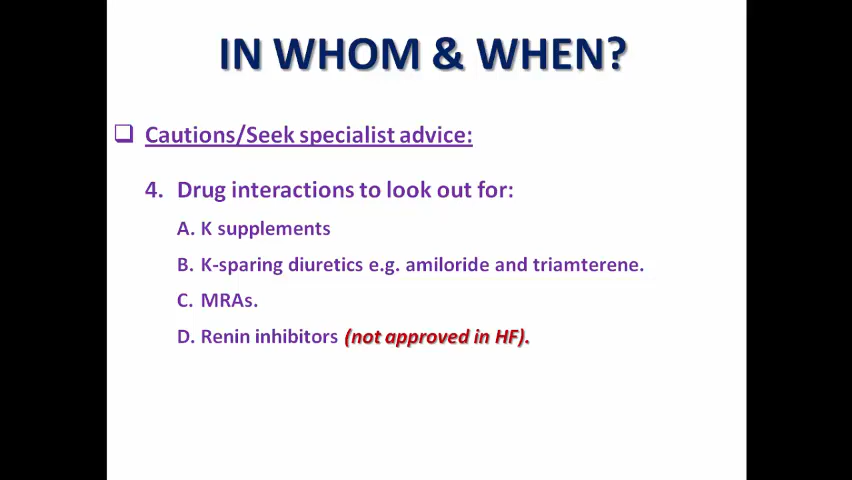 IN WHOM & WHEN?
Cautions/Seek specialist advice:
4. Drug interactions to look out for:
A. K supplements
B. K-sparing diuretics e.g. amiloride and triamterene.
C. MRAs.
D. Renin inhibitors (not approved in HF).